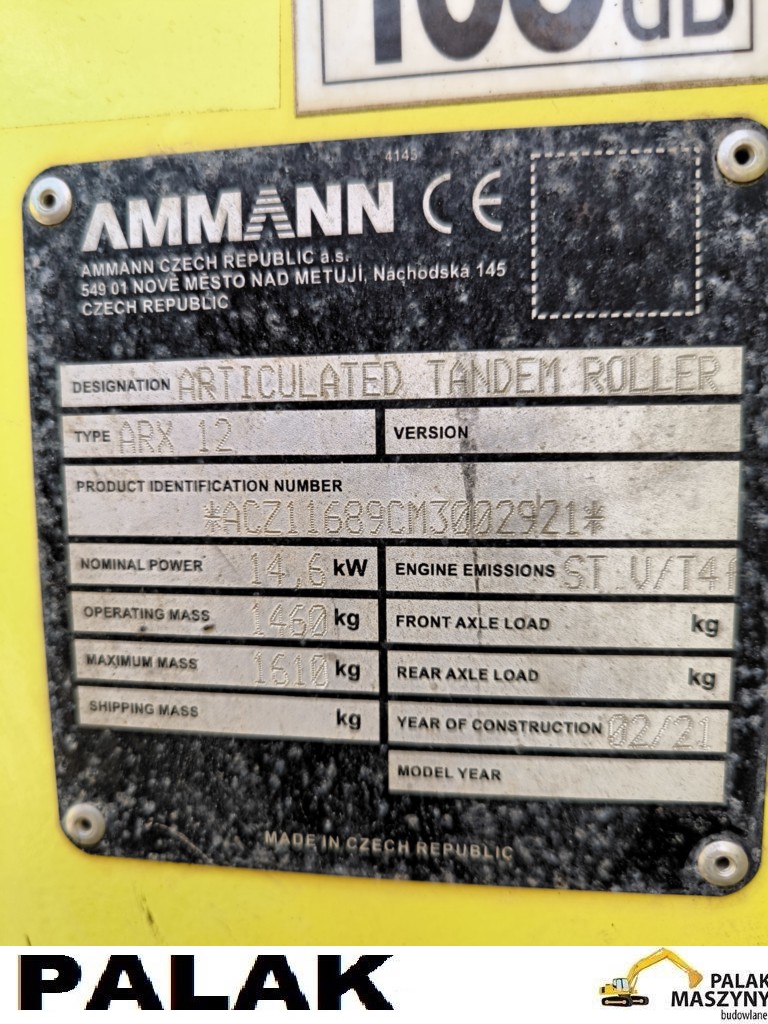 dB
4145
AMMANN CE
AMMANN CZECH REPUBLIC a.s.
549 01 NOVÉ MĚSTO NAD METUJÍ, Náchodská 145
CZECH REPUBLIC
DESIGNATION ARTICULATED TANDEM ROLLER
TYPE ARX 12
VERSION
PRODUCT IDENTIFICATION NUMBER
*ACZ11689CM3002921*
NOMINAL POWER 14,6 kW
ENGINE EMISSIONS ST V/T4f
OPERATING MASS 1460 kg
FRONT AXLE LOAD kg
MAXIMUM MASS 1610 kg
REAR AXLE LOAD kg
SHIPPING MASS kg
YEAR OF CONSTRUCTION 02/21
MODEL YEAR
MADE IN CZECH REPUBLIC
PALAK
PALAK
MASZYNY
budowlane